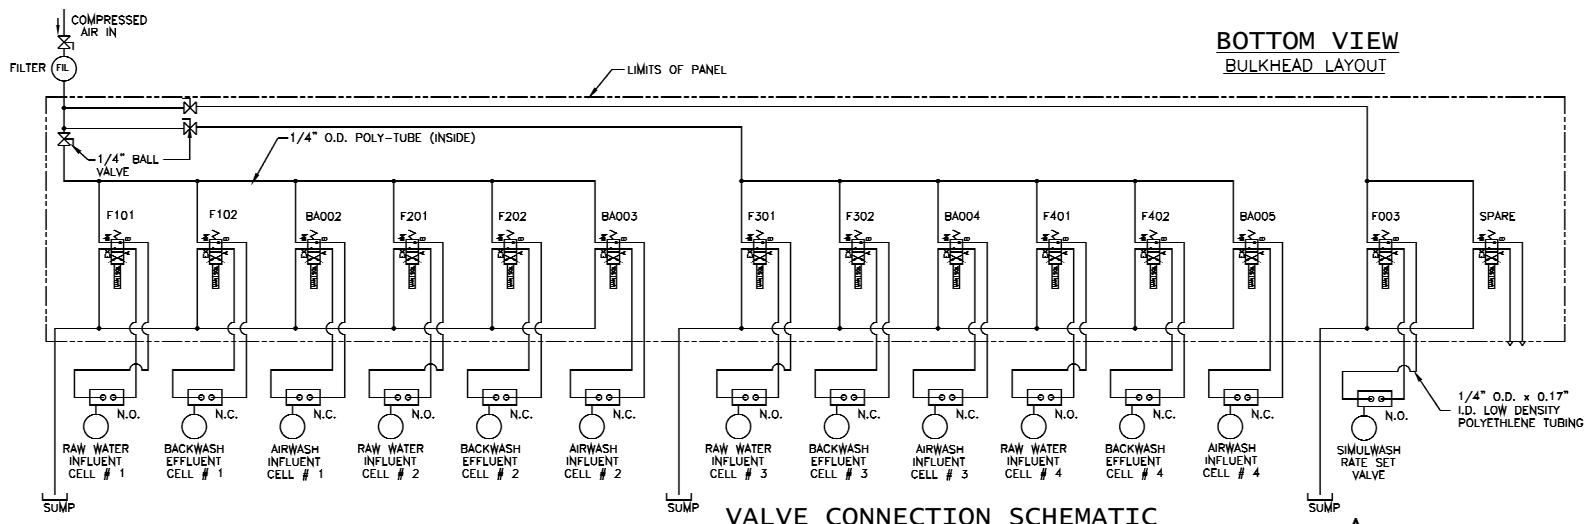 COMPRESSED
AIR IN
FILTER
FIL
BOTTOM VIEW
BULKHEAD LAYOUT
LIMITS OF PANEL
1/4" O.D. POLY-TUBE (INSIDE)
1/4" BALL
VALVE
F101
F102
BA002
F201
F202
BA003
F301
F302
BA004
F401
F402
BA005
F003
SPARE
N.O.
N.C.
N.C.
N.O.
N.C.
N.C.
N.O.
N.C.
N.C.
N.O.
N.C.
N.C.
N.O.
1/4" O.D. x 0.17"
I.D. LOW DENSITY
POLYETHLENE TUBING
RAW WATER
INFLUENT
CELL # 1
BACKWASH
EFFLUENT
CELL # 1
AIRWASH
INFLUENT
CELL # 1
RAW WATER
INFLUENT
CELL # 2
BACKWASH
EFFLUENT
CELL # 2
AIRWASH
INFLUENT
CELL # 2
RAW WATER
INFLUENT
CELL # 3
BACKWASH
EFFLUENT
CELL # 3
AIRWASH
INFLUENT
CELL # 3
RAW WATER
INFLUENT
CELL # 4
BACKWASH
EFFLUENT
CELL # 4
AIRWASH
INFLUENT
CELL # 4
SIMULWASH
RATE SET
VALVE
SUMP
SUMP
SUMP
VALVE CONNECTION SCHEMATIC